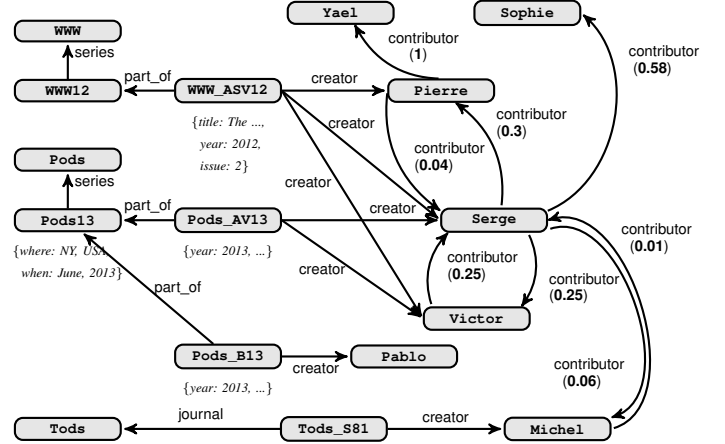 Yael
Sophie
WWW
contributor
(1)
contributor
(0.58)
series
WWW12
part_of
WWW_ASV12
creator
Pierre
{title: The ...,
year: 2012,
issue: 2}
creator
contributor
(0.04)
contributor
(0.3)
Pods
series
creator
Pods13
part_of
Pods_AV13
creator
Serge
{where: NY, USA,
when: June, 2013}
{year: 2013, ...}
creator
contributor
(0.01)
contributor
(0.25)
contributor
(0.25)
part_of
Victor
Pods_B13
creator
Pablo
{year: 2013, ...}
contributor
(0.06)
Tods
journal
Tods_S81
creator
Michel